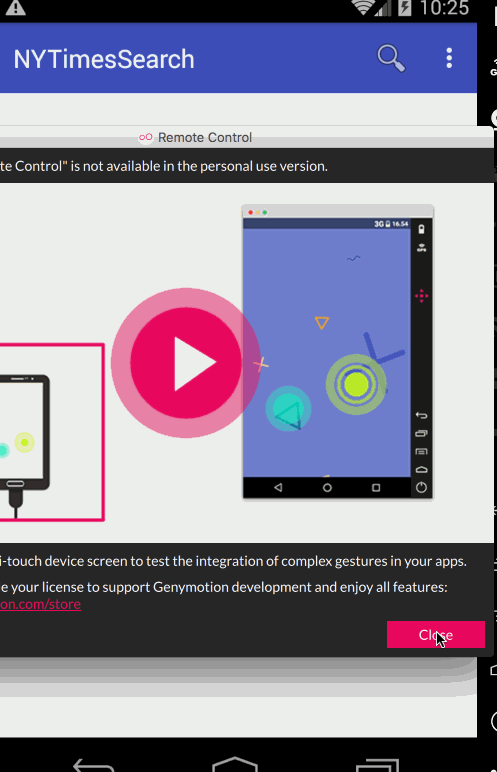 10:25
NYTimesSearch
Remote Control
te Control" is not available in the personal use version.
3G 16.54
GPS
i-touch device screen to test the integration of complex gestures in your apps.
e your license to support Genymotion development and enjoy all features:
on.com/store
Close